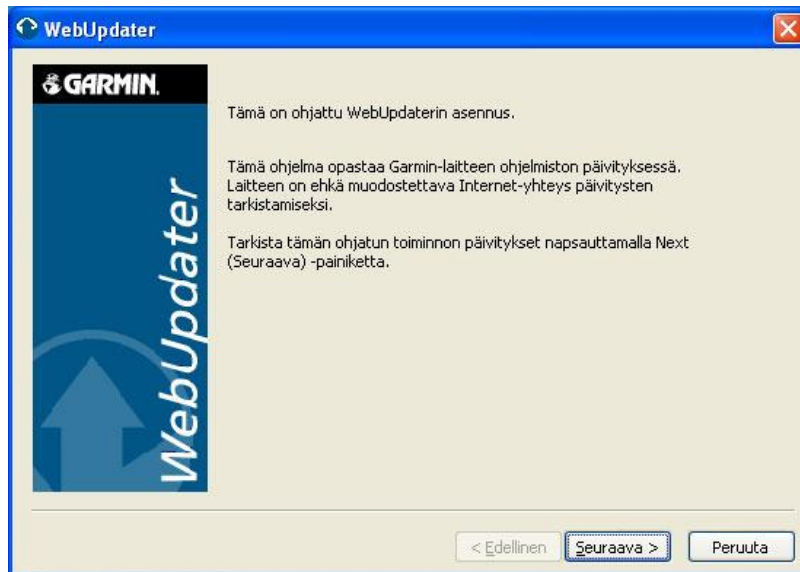 WebUpdater
GARMIN.
WebUpdater
Tämä on ohjattu WebUpdaterin asennus.
Tämä ohjelma opastaa Garmin-laitteen ohjelmiston päivityksessä.
Laitteen on ehkä muodostettava Internet-yhteys päivitysten
tarkistamiseksi.
Tarkista tämän ohjatun toiminnon päivitykset napsauttamalla Next
(Seuraava) -painiketta.
< Edellinen
Seuraava >
Peruuta